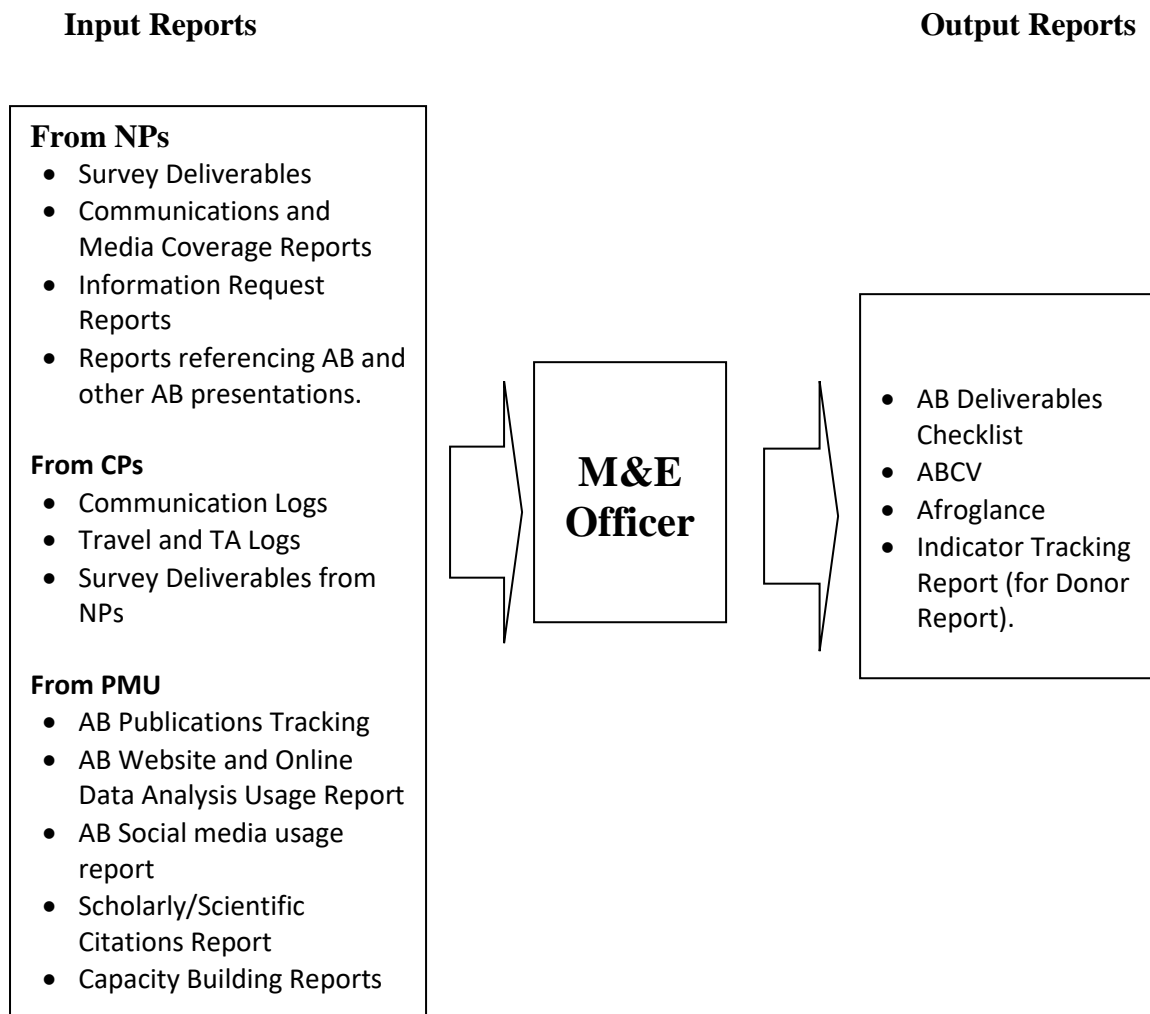 Input Reports
Output Reports
From NPs
• Survey Deliverables
• Communications and
Media Coverage Reports
• Information Request
Reports
• Reports referencing AB and
other AB presentations.
From CPs
• Communication Logs
• Travel and TA Logs
• Survey Deliverables from
NPs
From PMU
• AB Publications Tracking
• AB Website and Online
Data Analysis Usage Report
• AB Social media usage
report
• Scholarly/Scientific
Citations Report
• Capacity Building Reports
M&E
Officer
• AB Deliverables
Checklist
• ABCV
• Afroglance
• Indicator Tracking
Report (for Donor
Report).